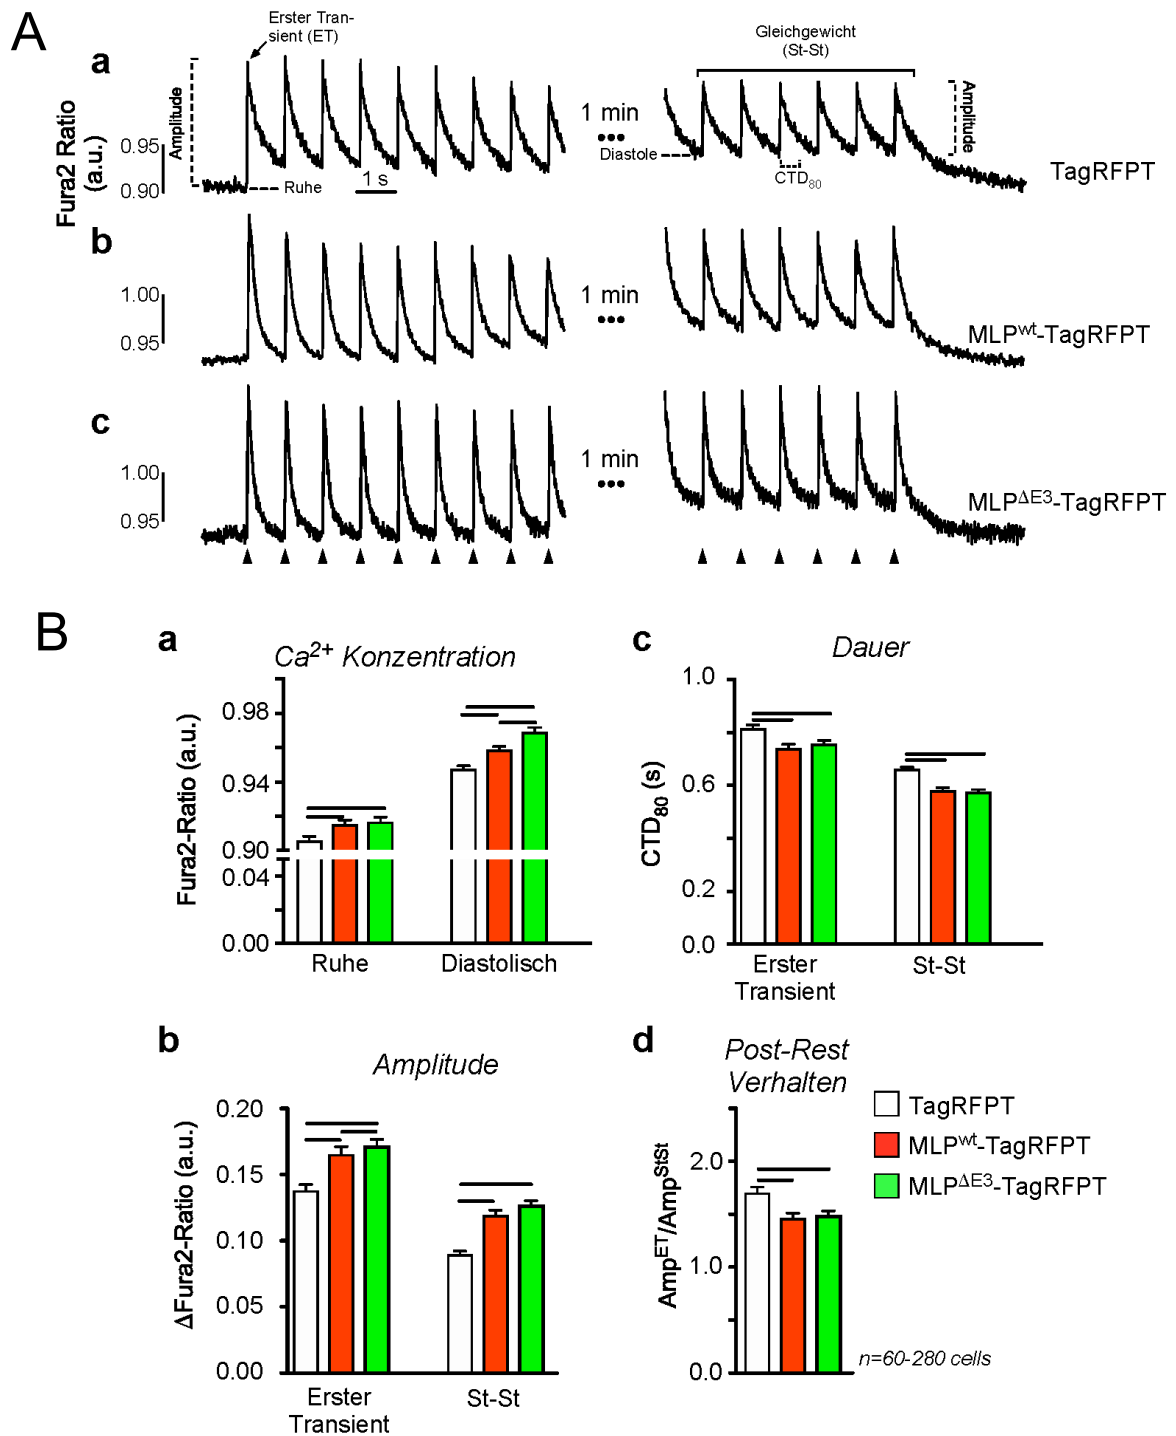 A
Erster Tran-
sient (ET)
Gleichgewicht
(St-St)
a
Fura2 Ratio
(a.u.)
Amplitude
0.95
0.90
Ruhe
1 s
1 min
•••
Diastole
CTD80
Amplitude
TagRFPT
b
1.00
0.95
1 min
•••
MLPwt-TagRFPT
c
1.00
0.95
1 min
•••
MLPΔE3-TagRFPT
B
a
Ca2+ Konzentration
Fura2-Ratio (a.u.)
0.98
0.94
0.90
0.04
0.00
Ruhe
Diastolisch
c
Dauer
CTD80 (s)
1.0
0.6
0.2
0.0
Erster
Transient
St-St
b
Amplitude
ΔFura2-Ratio (a.u.)
0.20
0.15
0.10
0.05
0.00
Erster
Transient
St-St
d
Post-Rest
Verhalten
AmpET/AmpStSt
2.0
1.0
0.0
TagRFPT
MLPwt-TagRFPT
MLPΔE3-TagRFPT
n=60-280 cells